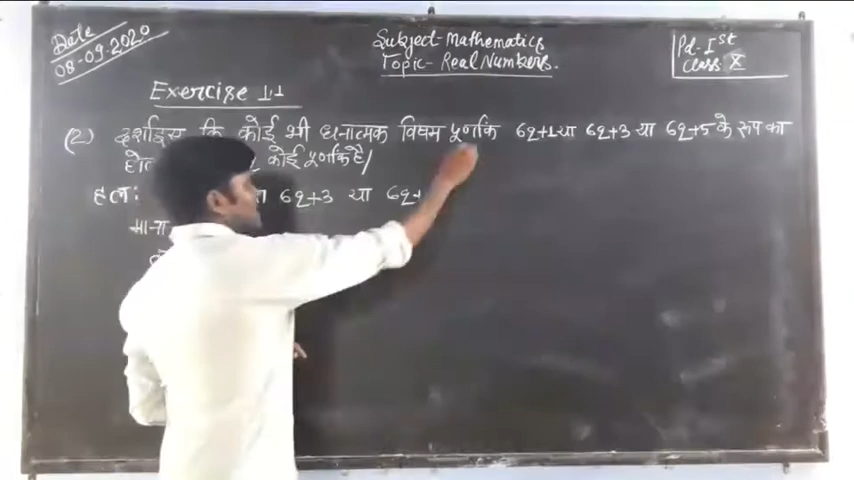 Date
08-09-2020
Subject-Mathematics
Topic- Real Numbers.
Pd- Ist
Class: X
Exercise 1.1
(2) दर्शाइए कि कोई भी धनात्मक विषम पूर्णांक 6q+1 या 6q+3 या 6q+5 के रूप का
कोई पूर्णांक है/
हल: 6q+3 या 6q+
माना